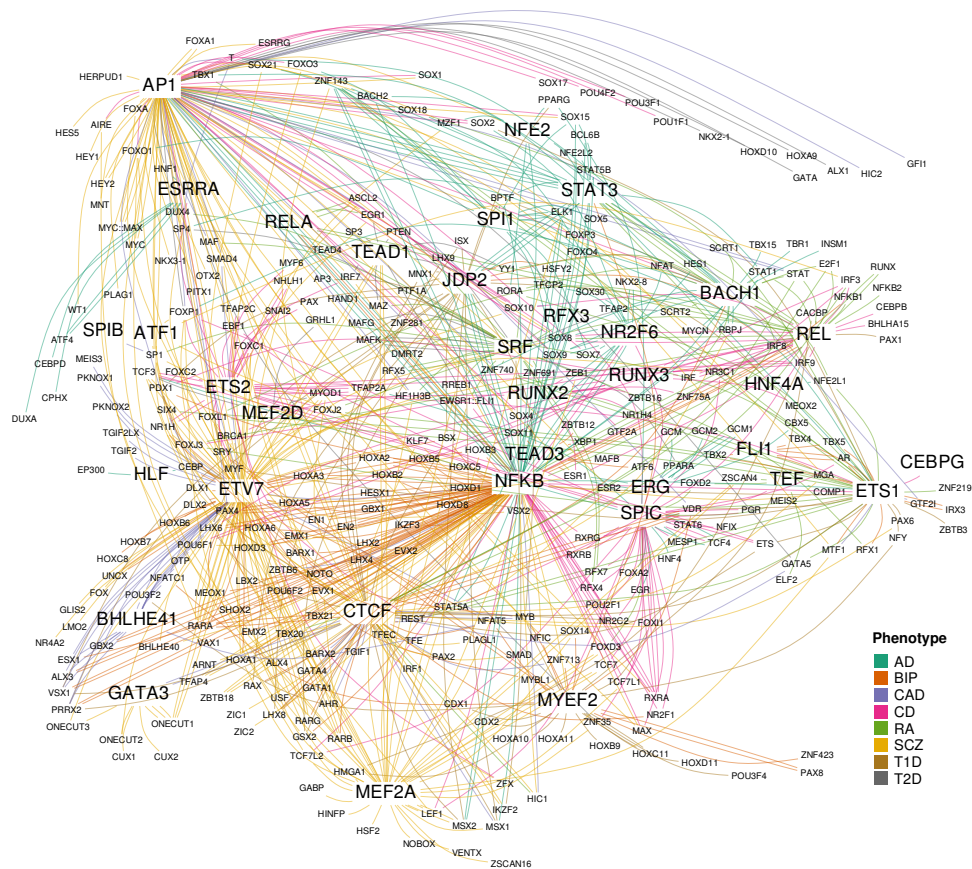 FOXA1
ESRRG
T
SOX21
FOXO3
HERPUD1
AP1
TBX1
ZNF143
SOX1
SOX17
POU4F2
BACH2
PPARG
POU3F1
FOXA
SOX18
MZF1
SOX2
SOX15
POU1F1
AIRE
NFE2
BCL6B
NKX2-1
HES5
HOXD10
HOXA9
GFI1
FOXO1
NFE2L2
ALX1
HIC2
GATA
HEY1
HNF1
STAT5B
HEY2
ESRRA
STAT3
MNT
ASCL2
BPTF
DUX4
RELA
EGR1
SPI1
ELK1
SOX5
MYC::MAX
SP4
SP3
PTEN
FOXP3
MYC
MAF
TEAD4
TEAD1
ISX
LHX9
FOXO4
SCRT1
TBX15
TBR1
INSM1
NKX3-1
SMAD4
MYF6
YY1
HSFY2
NFAT
HES1
STAT1
STAT
E2F1
RUNX
OTX2
NHLH1
AP3
IRF7
MNX1
JDP2
TFCP2
NKX2-8
IRF3
NFKB2
PLAG1
PITX1
PAX
HAND1
PTF1A
RORA
SOX30
BACH1
NFKB1
WT1
FOXP1
TFAP2C
SNAI2
MAZ
SOX10
RFX3
TFAP2
SCRT2
CACBP
CEBPB
SPIB
ATF1
EBF1
GRHL1
MAFG
ZNF281
NR2F6
MYCN
RBPJ
REL
BHLHA15
ATF4
FOXC1
MAFK
SRF
SOX8
IRF8
PAX1
CEBPD
MEIS3
SP1
DMRT2
SOX9
SOX7
IRF9
TCF3
FOXC2
RFX5
ZNF740
ZNF691
ZEB1
RUNX3
IRF
NR3C1
HNF4A
NFE2L1
CPHX
PKNOX1
PDX1
ETS2
MYOD1
TFAP2A
RREB1
RUNX2
ZNF75A
DUXA
PKNOX2
SIX4
MEF2D
FOXJ2
HF1H3B
EWSR1::FLI1
ZBTB16
MEOX2
FOXL1
SOX4
NR1H4
CBX5
TGIF2LX
NR1H
BRCA1
SOX11
ZBTB12
GTF2A
GCM
GCM2
GCM1
TBX4
TBX5
TGIF2
FOXJ3
SRY
KLF7
BSX
HOXB3
TEAD3
XBP1
FLI1
AR
EP300
HLF
CEBP
MYF
HOXA2
HOXB5
HOXC5
MAFB
ATF6
PPARA
TBX2
CEBPG
DLX1
ETV7
HOXA3
HOXB2
HOXD1
NFKB
ESR1
ERG
FOXD2
ZSCAN4
TEF
MGA
ZNF219
DLX2
PAX4
HOXA5
HESX1
GBX1
HOXD8
VSX2
ESR2
SPIC
VDR
PGR
MEIS2
COMP1
ETS1
GTF2I
IRX3
HOXB6
LHX6
HOXA6
EN1
EN2
IKZF3
STAT6
NFIX
PAX6
ZBTB3
HOXB7
POU6F1
HOXD3
EMX1
LHX2
EVX2
RXRG
MESP1
TCF4
ETS
NFY
HOXC8
OTP
BARX1
LHX4
RXRB
HNF4
MTF1
RFX1
UNCX
NFATC1
LBX2
ZBTB6
NOTO
RFX7
FOXA2
GATA5
FOX
POU3F2
MEOX1
POU6F2
EVX1
RFX4
EGR
ELF2
GLIS2
SHOX2
TBX21
CTCF
STAT5A
POU2F1
LMO2
BHLHE41
RARA
EMX2
TBX20
REST
NFAT5
MYB
NR2C2
FOXI1
NR4A2
GBX2
BHLHE40
VAX1
TFEC
TFE
PLAGL1
NFIC
SOX14
FOXD3
ESX1
ARNT
HOXA1
ALX4
BARX2
TGIF1
PAX2
SMAD
ZNF713
TCF7
ALX3
TFAP4
GATA4
IRF1
MYBL1
TCF7L1
VSX1
GATA3
ZBTB18
RAX
USF
GATA1
AHR
CDX1
MYEF2
RXRA
PRRX2
ZIC1
LHX8
RARG
NR2F1
ONECUT3
ONECUT1
ZIC2
GSX2
RARB
CDX2
ZNF35
MAX
ONECUT2
TCF7L2
HOXA10
HOXA11
HOXB9
HOXC11
ZNF423
CUX1
CUX2
HMGA1
HOXD11
POU3F4
PAX8
GABP
MEF2A
ZFX
HIC1
HINFP
LEF1
IKZF2
HSF2
MSX2
MSX1
NOBOX
VENTX
ZSCAN16
Phenotype
AD
BIP
CAD
CD
RA
SCZ
T1D
T2D